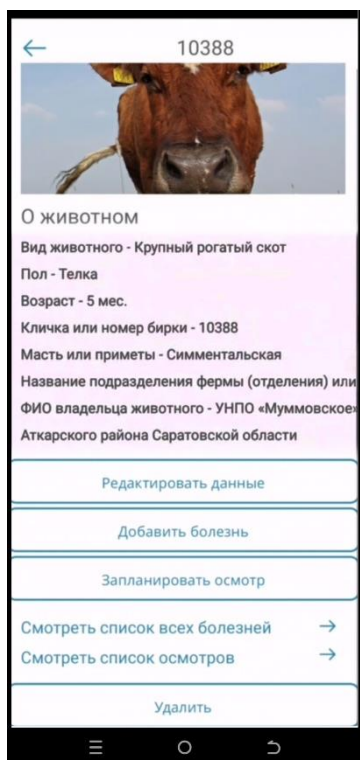 10388
О животном
Вид животного - Крупный рогатый скот
Пол - Телка
Возраст - 5 мес.
Кличка или номер бирки - 10388
Масть или приметы - Симментальская
Название подразделения фермы (отделения) или
ФИО владельца животного - УНПО «Муммовское»
Аткарского района Саратовской области
Редактировать данные
Добавить болезнь
Запланировать осмотр
Смотреть список всех болезней
Смотреть список осмотров
Удалить